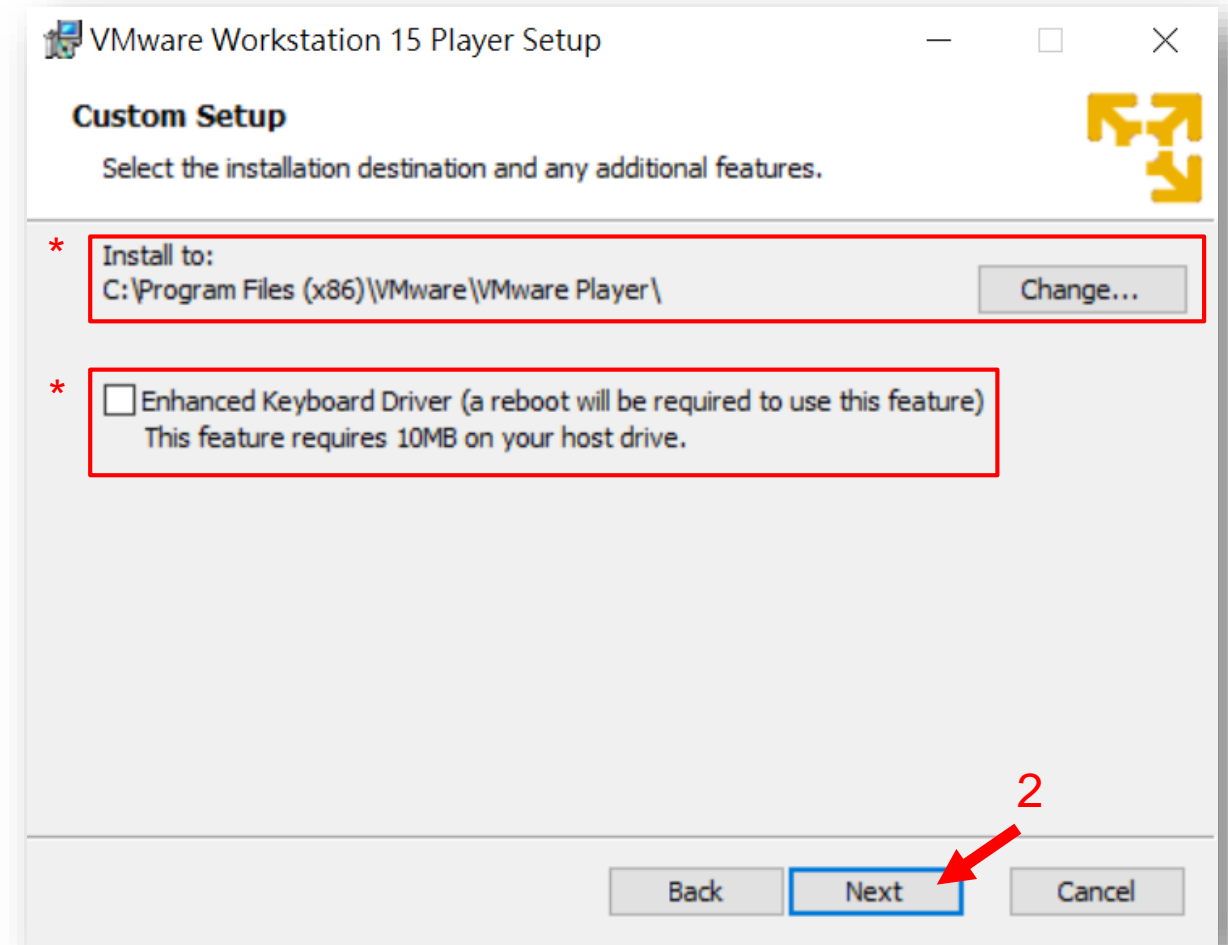 VMware Workstation 15 Player Setup
Custom Setup
Select the installation destination and any additional features.
*
Install to:
C:\Program Files (x86)\VMware\VMware Player\
Change...
*
Enhanced Keyboard Driver (a reboot will be required to use this feature)
This feature requires 10MB on your host drive.
2
Back
Next
Cancel